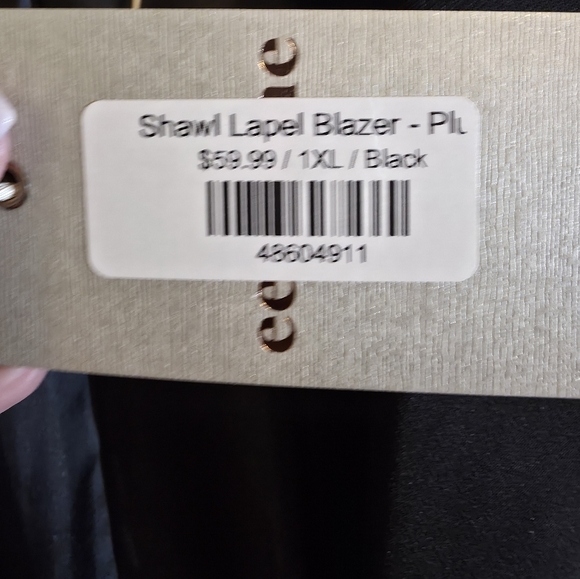 Shawl Lapel Blazer - Plu
$59.99 / 1XL / Black
48604911